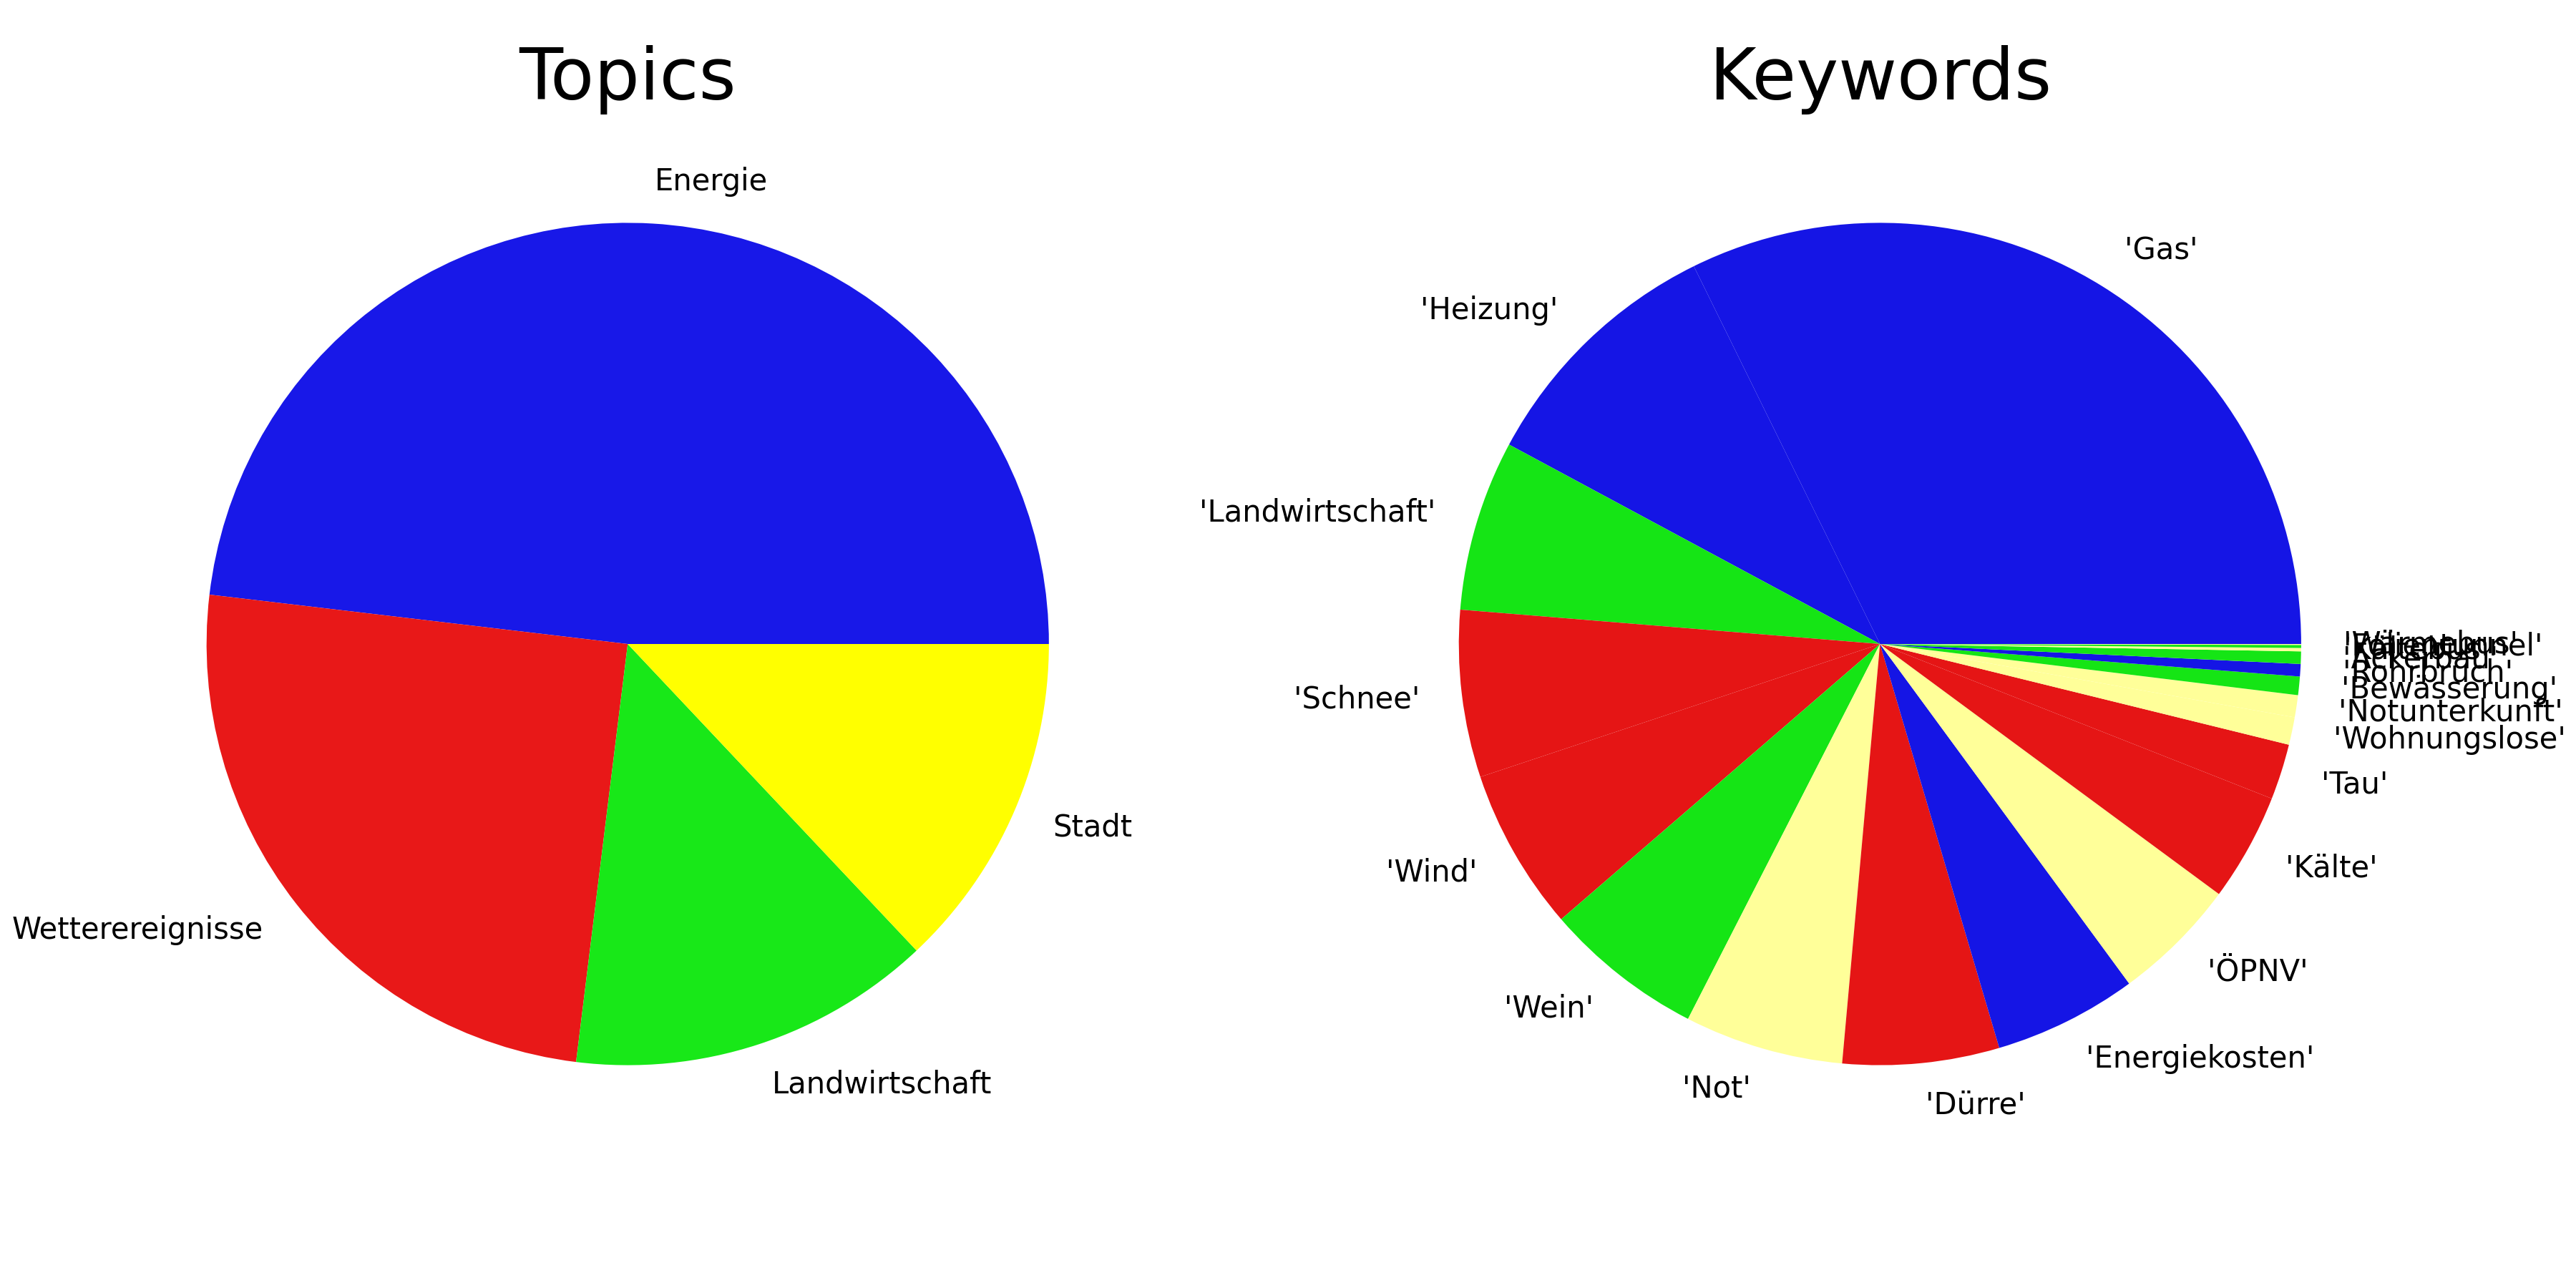 Topics
Energie
Wetterereignisse
Landwirtschaft
Stadt
Keywords
'Gas'
'Heizung'
'Landwirtschaft'
'Schnee'
'Wind'
'Wein'
'Not'
'Dürre'
'Energiekosten'
'ÖPNV'
'Kälte'
'Tau'
'Wohnungslose'
'Notunterkunft'
'Bewässerung'
'Rohrbruch'
'Ackerbau'
'Wärmebus'